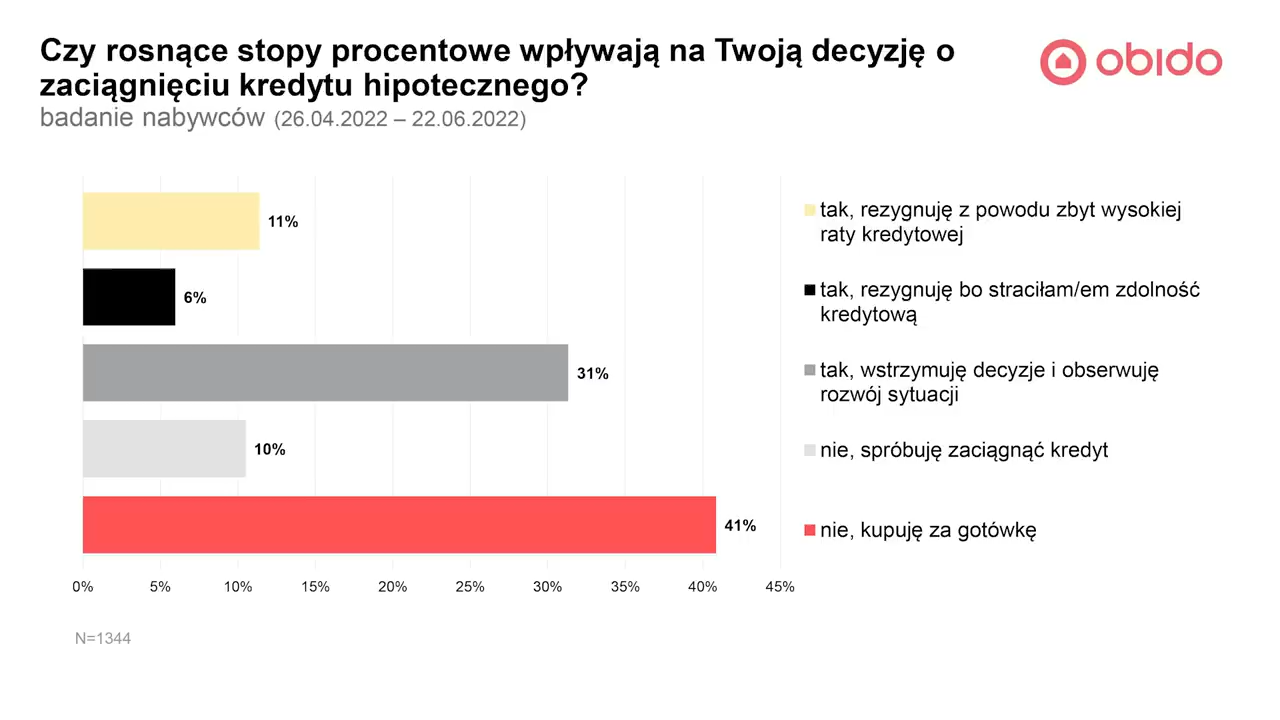 Czy rosnące stopy procentowe wpływają na Twoją decyzję o
zaciągnięciu kredytu hipotecznego?
badanie nabywców (26.04.2022 – 22.06.2022)
obido
11%
6%
31%
10%
41%
0% 5% 10% 15% 20% 25% 30% 35% 40% 45%
tak, rezygnuję z powodu zbyt wysokiej
raty kredytowej
tak, rezygnuję bo straciłam/em zdolność
kredytową
tak, wstrzymuję decyzje i obserwuję
rozwój sytuacji
nie, spróbuję zaciągnąć kredyt
nie, kupuję za gotówkę
N=1344